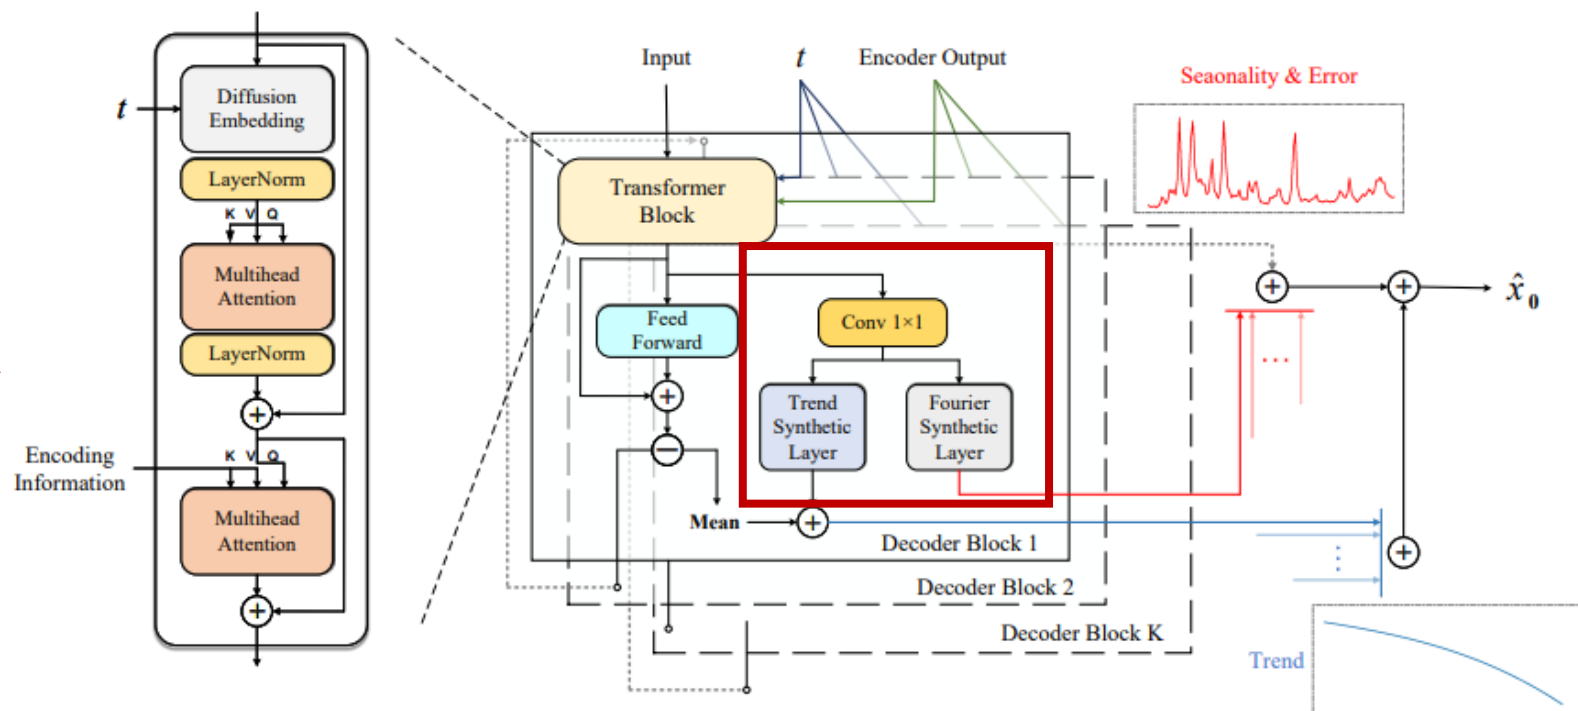 t
Diffusion
Embedding
LayerNorm
K V Q
Multihead
Attention
LayerNorm
Encoding
Information
K V Q
Multihead
Attention
Input
t
Encoder Output
Transformer
Block
Feed
Forward
Conv 1×1
Trend
Synthetic
Layer
Fourier
Synthetic
Layer
Mean
Decoder Block 1
Decoder Block 2
Decoder Block K
Seaonality & Error
...
x̂₀
⋮
Trend